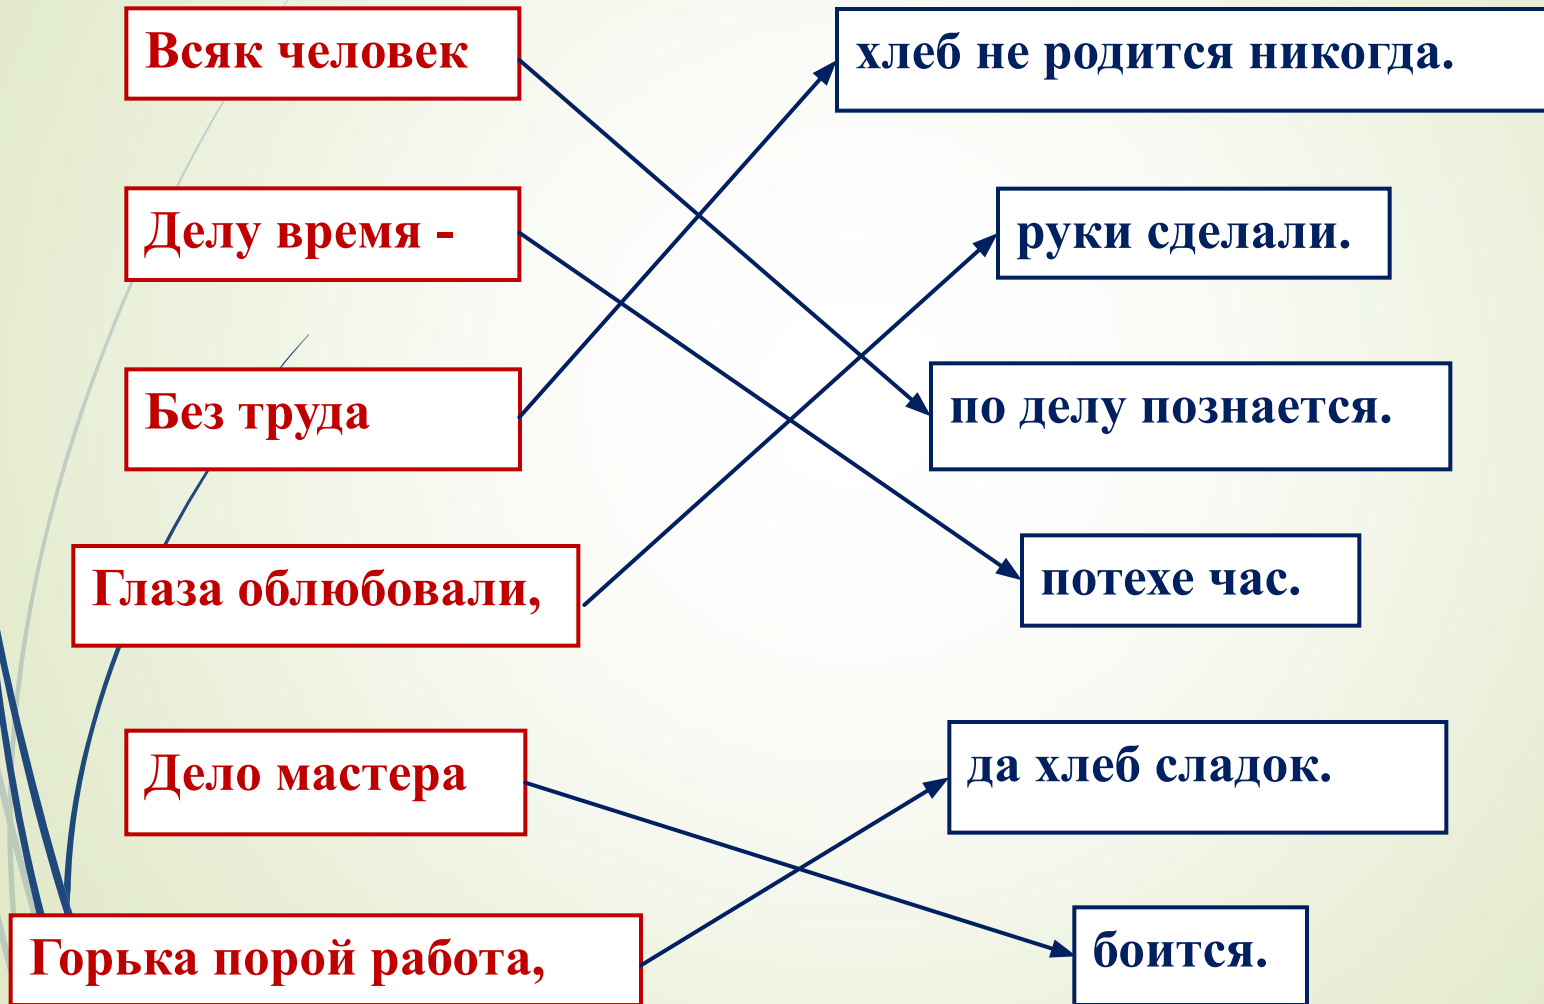 Всяк человек
хлеб не родится никогда.
Делу время -
руки сделали.
Без труда
по делу познается.
Глаза облюбовали,
потехе час.
Дело мастера
да хлеб сладок.
Горька порой работа,
боится.